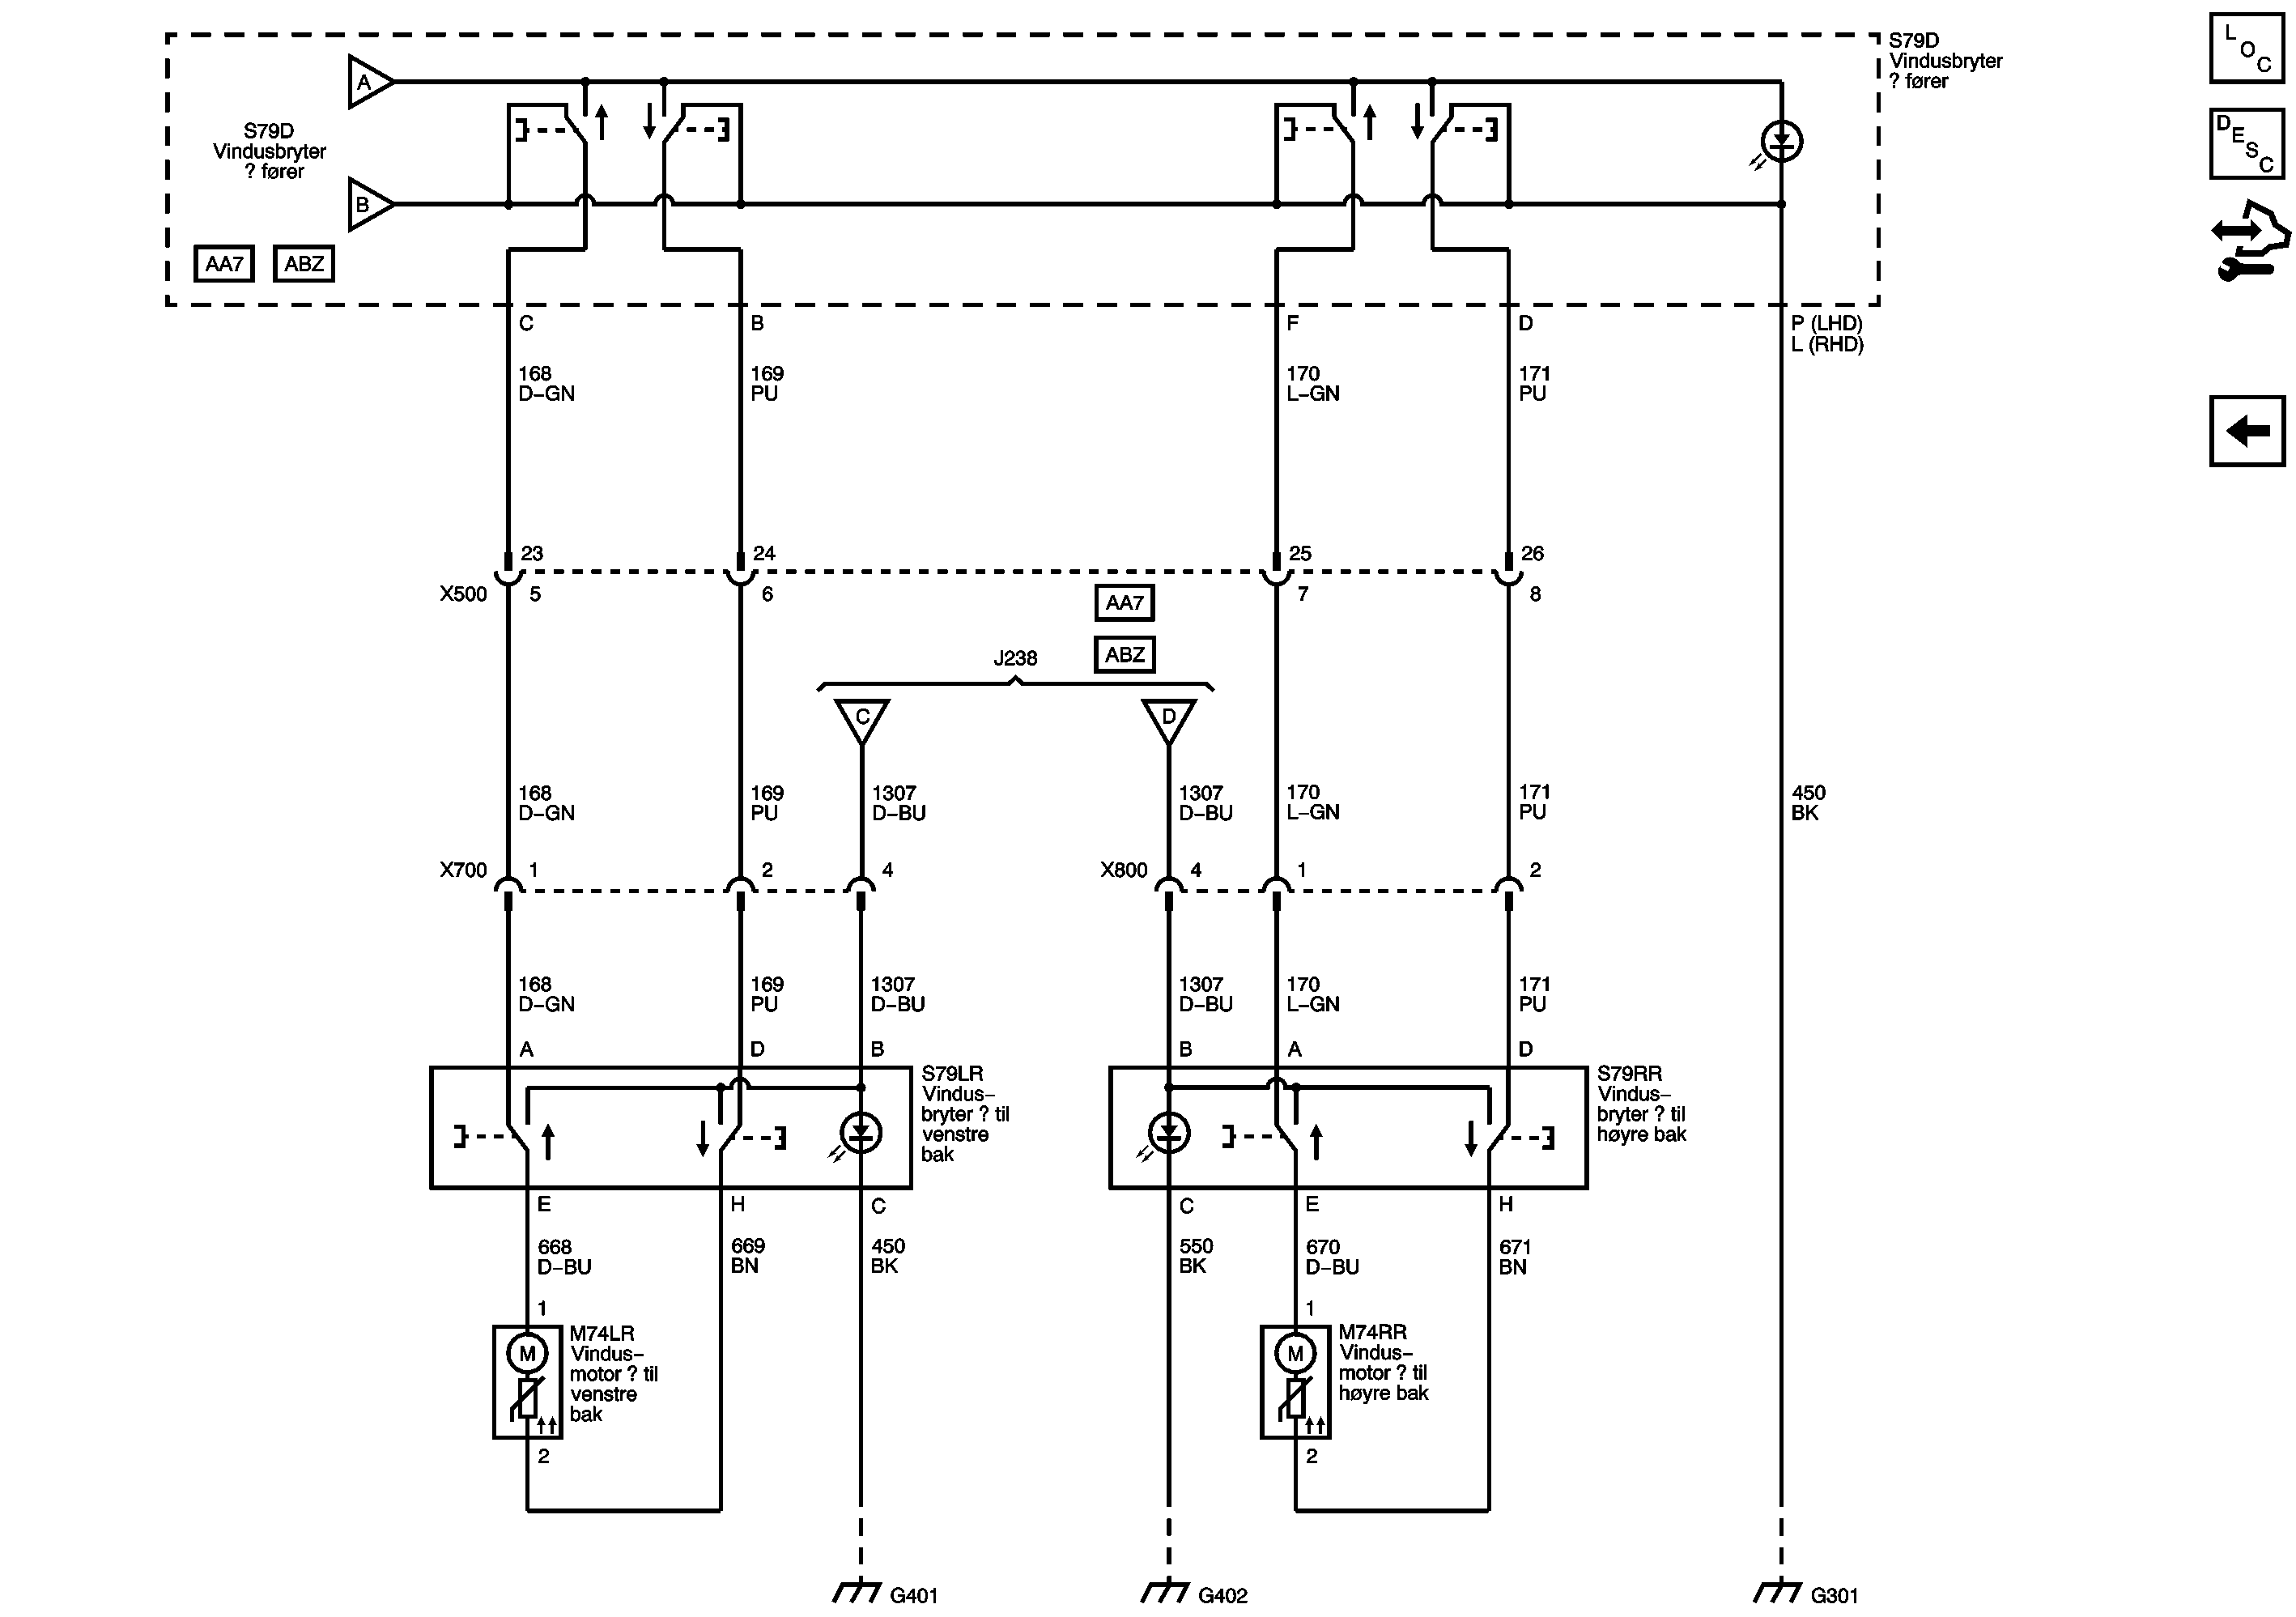 S79D
Vindusbryter
? fører
L
O
C
D
E
S
C
A
S79D
Vindusbryter
? fører
B
AA7
ABZ
C
B
F
D
P (LHD)
L (RHD)
168
D–GN
169
PU
170
L–GN
171
PU
23
24
25
26
X500
5
6
7
8
AA7
ABZ
J238
C
D
168
D–GN
169
PU
1307
D–BU
1307
D–BU
170
L–GN
171
PU
450
BK
X700
1
2
4
X800
4
1
2
168
D–GN
169
PU
1307
D–BU
1307
D–BU
170
L–GN
171
PU
A
D
B
B
A
D
S79LR
Vindus–
bryter ? til
venstre
bak
S79RR
Vindus–
bryter ? til
høyre bak
E
H
C
C
E
H
668
D–BU
669
BN
450
BK
550
BK
670
D–BU
671
BN
1
1
M
M74LR
Vindus–
motor ? til
venstre
bak
M
M74RR
Vindus–
motor ? til
høyre bak
2
2
G401
G402
G301